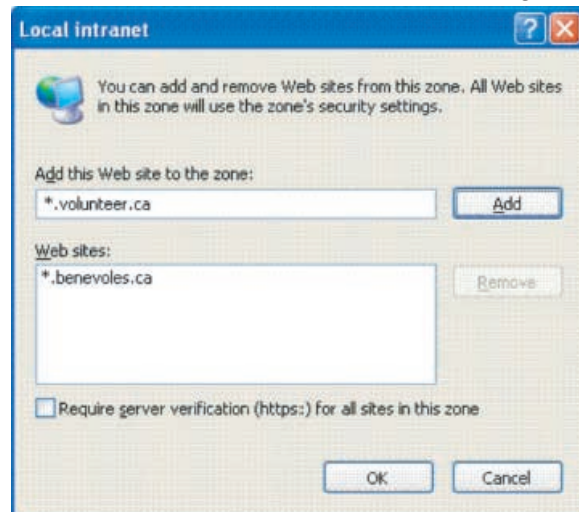 Local intranet
You can add and remove Web sites from this zone. All Web sites
in this zone will use the zone's security settings.
Add this Web site to the zone:
*.volunteer.ca
Add
Web sites:
*.benevoles.ca
Remove
Require server verification (https:) for all sites in this zone
OK
Cancel